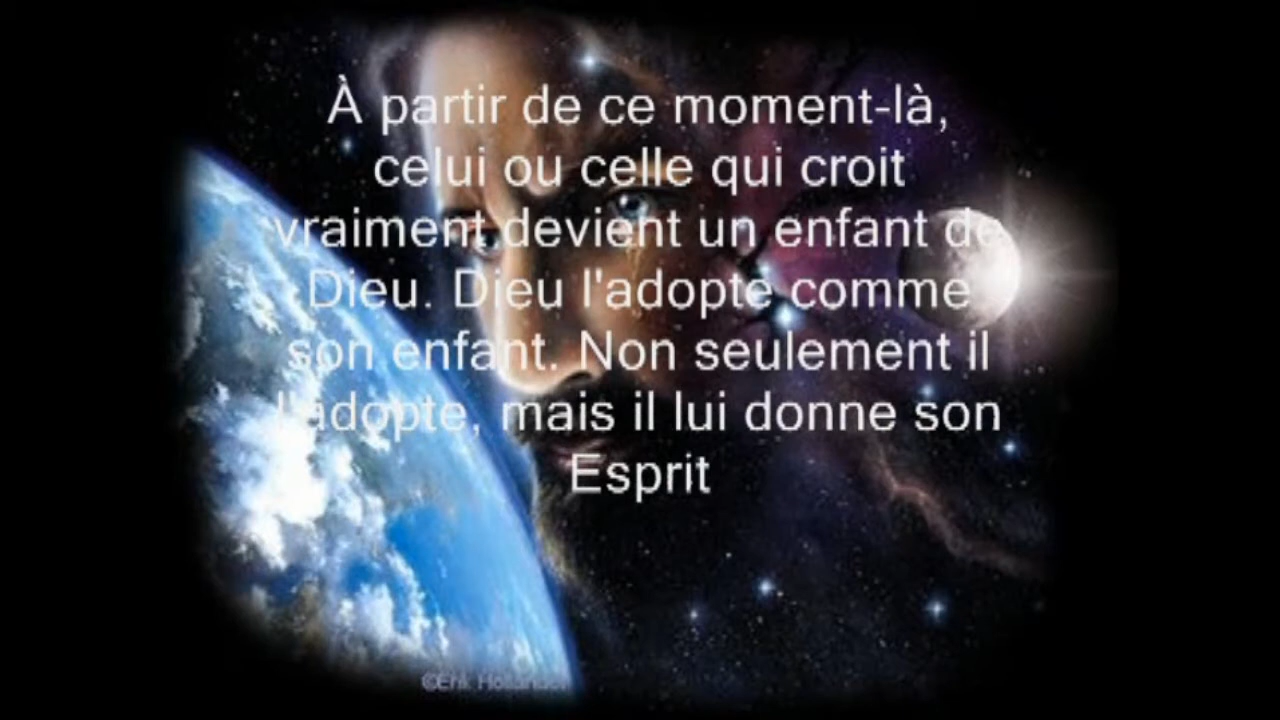 À partir de ce moment-là,
celui ou celle qui croit
vraiment devient un enfant de
Dieu. Dieu l'adopte comme
son enfant. Non seulement il
l'adopte, mais il lui donne son
Esprit